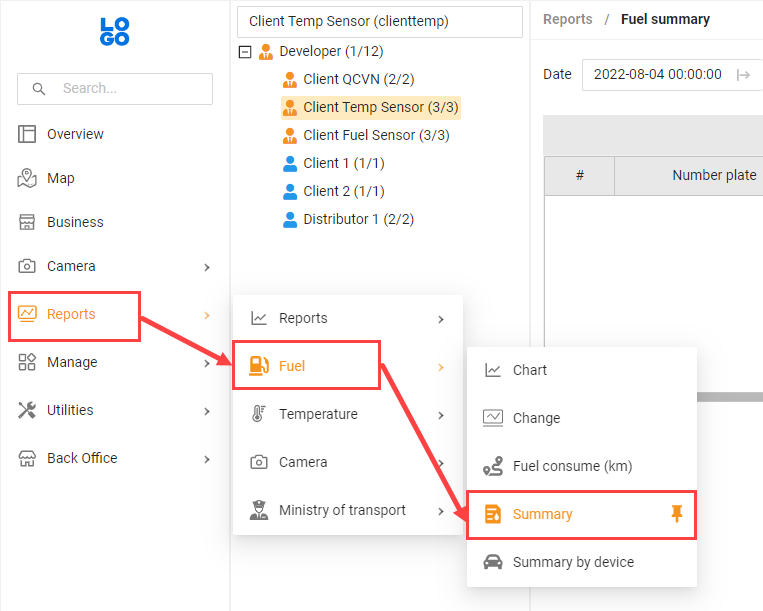 LO
GO
Search...
Overview
Map
Business
Camera
Reports
Manage
Utilities
Back Office
Client Temp Sensor (clienttemp)
Developer (1/12)
Client QCVN (2/2)
Client Temp Sensor (3/3)
Client Fuel Sensor (3/3)
Client 1 (1/1)
Client 2 (1/1)
Distributor 1 (2/2)
Reports
Fuel
Temperature
Camera
Ministry of transport
Chart
Change
Fuel consume (km)
Summary
Summary by device
Reports / Fuel summary
Date 2022-08-04 00:00:00
# Number plate